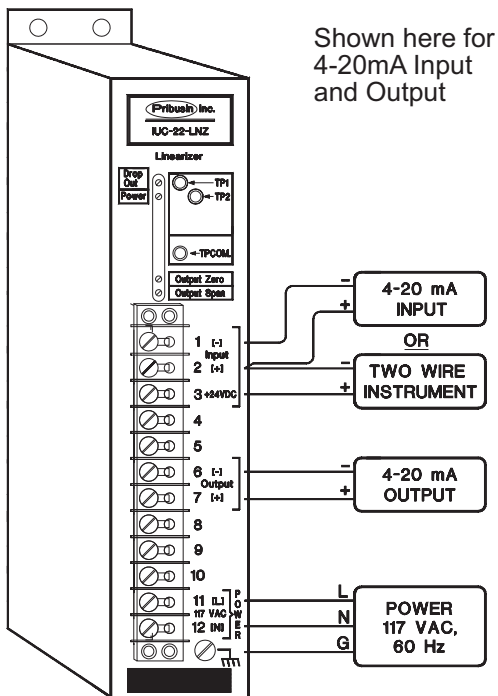 Shown here for
4-20mA Input
and Output
Pribusin Inc.
IUC-22-LNZ
Linearizer
Drop
Out
Power
TP1
TP2
TPCOM.
Output Zero
Output Span
1 [-]
Input
2 [+]
3 +24VDC
4
5
6 [-]
Output
7 [+]
8
9
10
11 [L]
117 VAC
12 [N]
POWER
-
+
4-20 mA
INPUT
OR
-
+
TWO WIRE
INSTRUMENT
-
+
4-20 mA
OUTPUT
L
N
G
POWER
117 VAC,
60 Hz